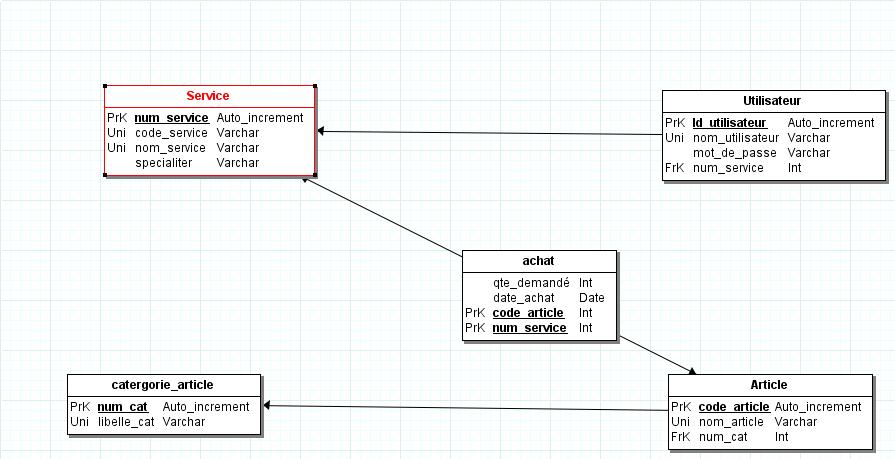 Service
PrK num_service Auto_increment
Uni code_service Varchar
Uni nom_service Varchar
specialiter Varchar
Utilisateur
PrK Id_utilisateur Auto_increment
Uni nom_utilisateur Varchar
mot_de_passe Varchar
FrK num_service Int
achat
qte_demandé Int
date_achat Date
PrK code_article Int
PrK num_service Int
catergorie_article
PrK num_cat Auto_increment
Uni libelle_cat Varchar
Article
PrK code_article Auto_increment
Uni nom_article Varchar
FrK num_cat Int